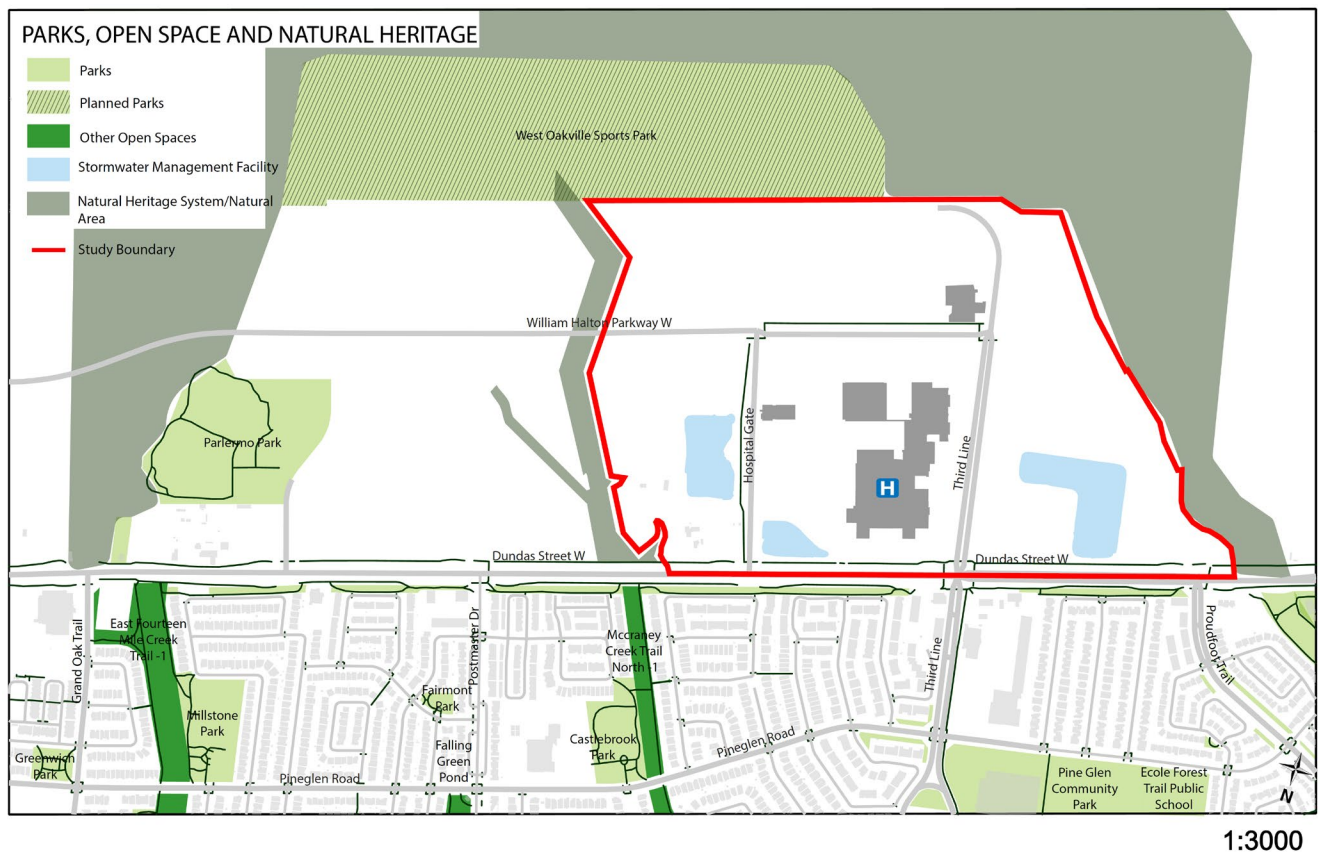 PARKS, OPEN SPACE AND NATURAL HERITAGE
Parks
Planned Parks
Other Open Spaces
Stormwater Management Facility
Natural Heritage System/Natural
Area
Study Boundary
West Oakville Sports Park
William Halton Parkway W
Parlermo Park
Hospital Gate
Third Line
H
Dundas Street W
Dundas Street W
Grand Oak Trail
East Fourteen
Mile Creek
Trail -1
Postmaster Dr
Mccraney
Creek Trail
North -1
Third Line
Proudfoot Trail
Millstone
Park
Fairmont
Park
Castlebrook
Park
Pineglen Road
Greenwich
Park
Falling
Green
Pond
Pineglen Road
Pine Glen
Community
Park
Ecole Forest
Trail Public
School
N
1:3000